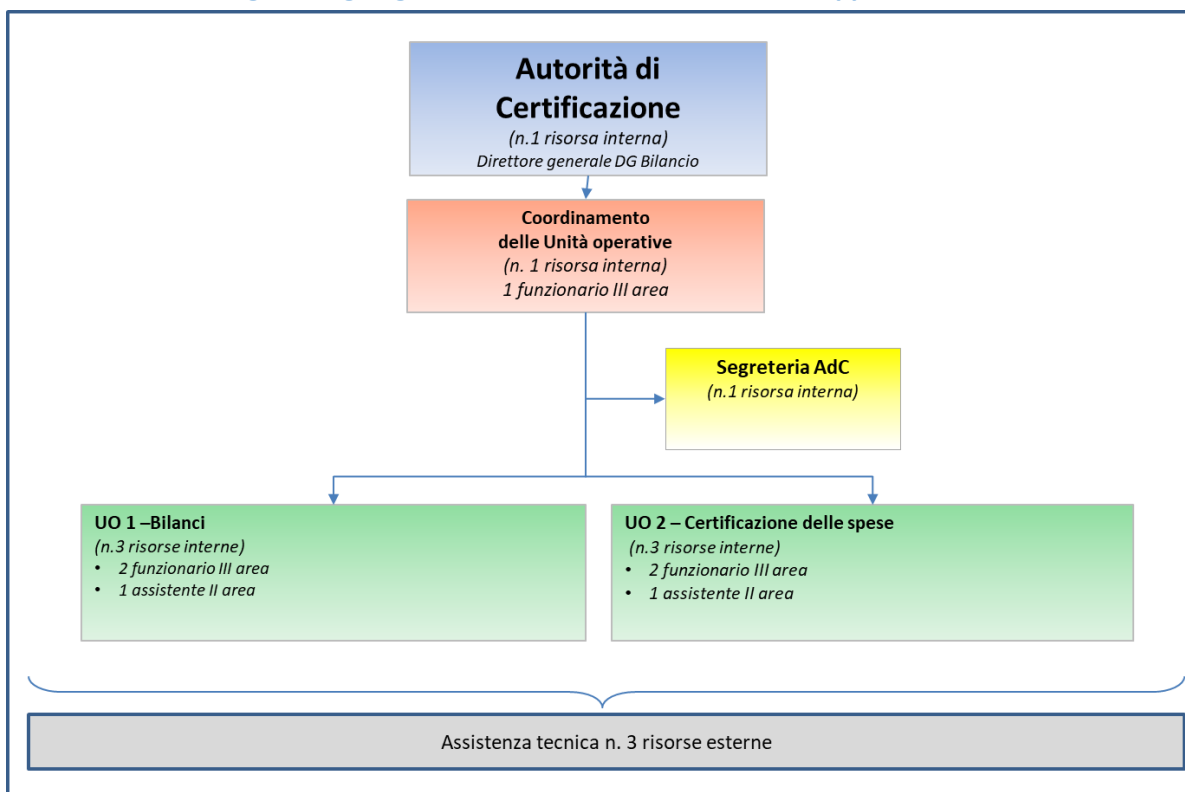 Autorità di
Certificazione
(n.1 risorsa interna)
Direttore generale DG Bilancio
Coordinamento
delle Unità operative
(n. 1 risorsa interna)
1 funzionario III area
Segreteria AdC
(n.1 risorsa interna)
UO 1 –Bilanci
(n.3 risorse interne)
• 2 funzionario III area
• 1 assistente II area
UO 2 – Certificazione delle spese
(n.3 risorse interne)
• 2 funzionario III area
• 1 assistente II area
Assistenza tecnica n. 3 risorse esterne